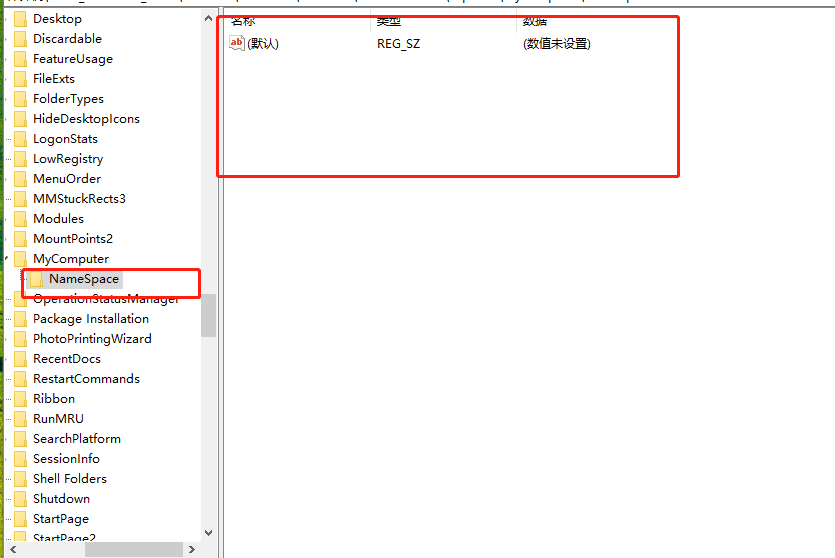 Desktop
Discardable
FeatureUsage
FileExts
FolderTypes
HideDesktopIcons
LogonStats
LowRegistry
MenuOrder
MMStuckRects3
Modules
MountPoints2
MyComputer
NameSpace
OperationStatusManager
Package Installation
PhotoPrintingWizard
RecentDocs
RestartCommands
Ribbon
RunMRU
SearchPlatform
SessionInfo
Shell Folders
Shutdown
StartPage
StartPage2
名称 类型 数据
ab (默认) REG_SZ (数值未设置)